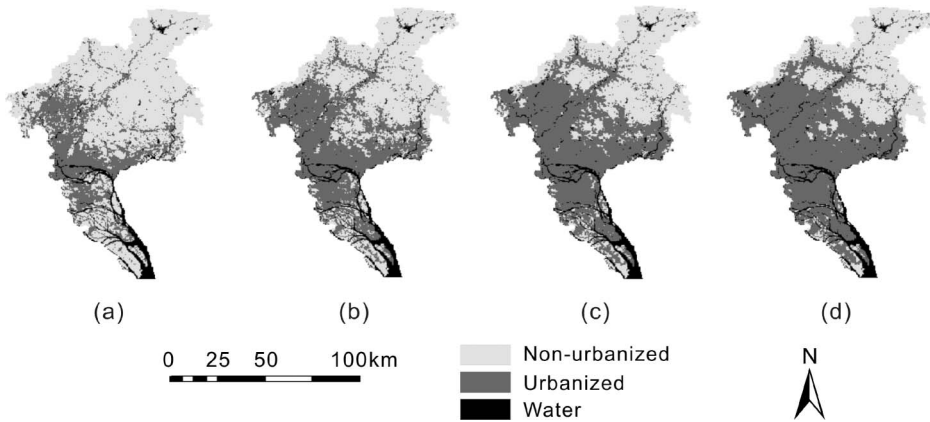 (a) (b) (c) (d)
0 25 50 100km
Non-urbanized
Urbanized
Water
N